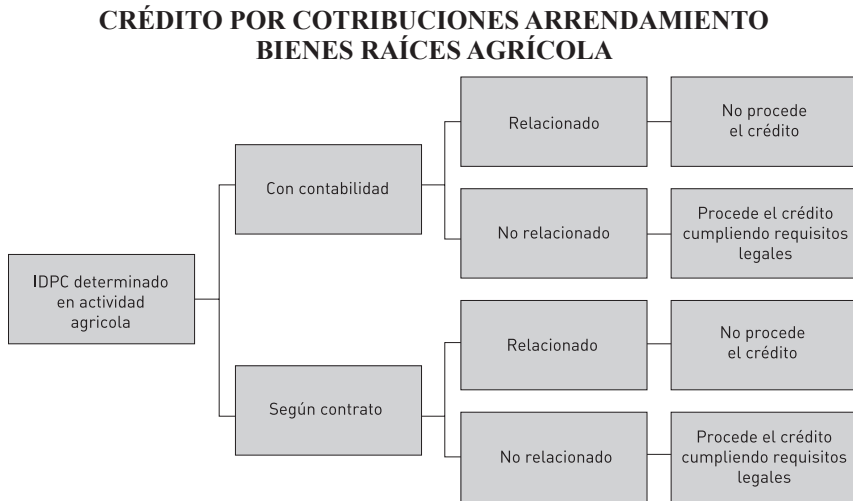 CRÉDITO POR COTRIBUCIONES ARRENDAMIENTO
BIENES RAÍCES AGRÍCOLA
IDPC determinado
en actividad
agricola
Con contabilidad
Relacionado
No procede
el crédito
No relacionado
Procede el crédito
cumpliendo requisitos
legales
Según contrato
Relacionado
No procede
el crédito
No relacionado
Procede el crédito
cumpliendo requisitos
legales